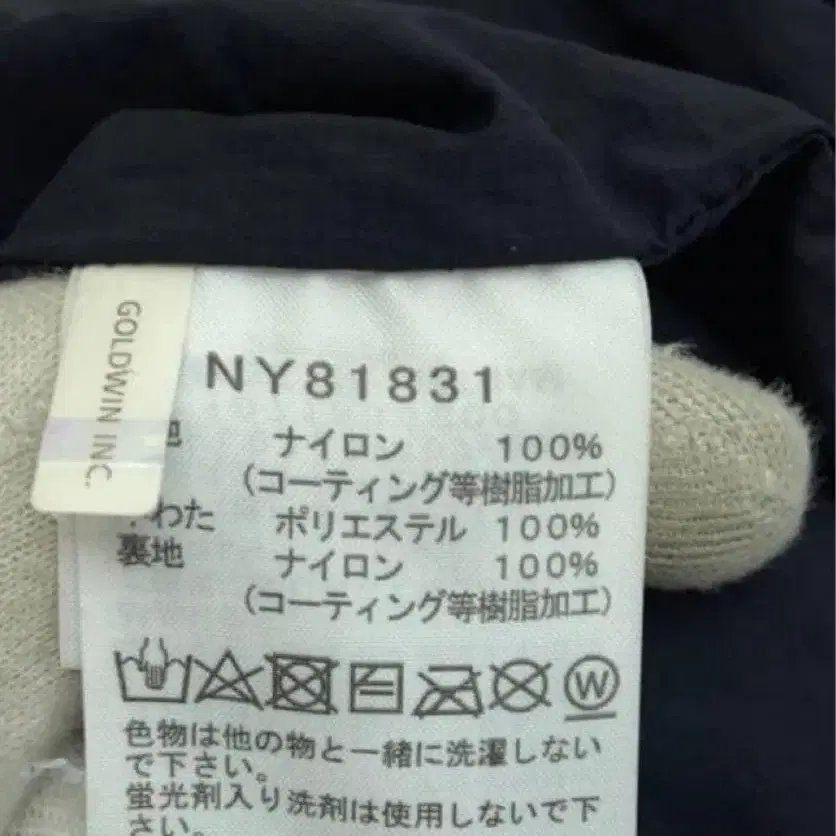 GOLDWIN INC.
NY81831
地 ナイロン 100%
(コーティング等樹脂加工)
わた ポリエステル 100%
裏地 ナイロン 100%
(コーティング等樹脂加工)
W
色物は他の物と一緒に洗濯しない
で下さい。
蛍光剤入り洗剤は使用しないで下
さい。